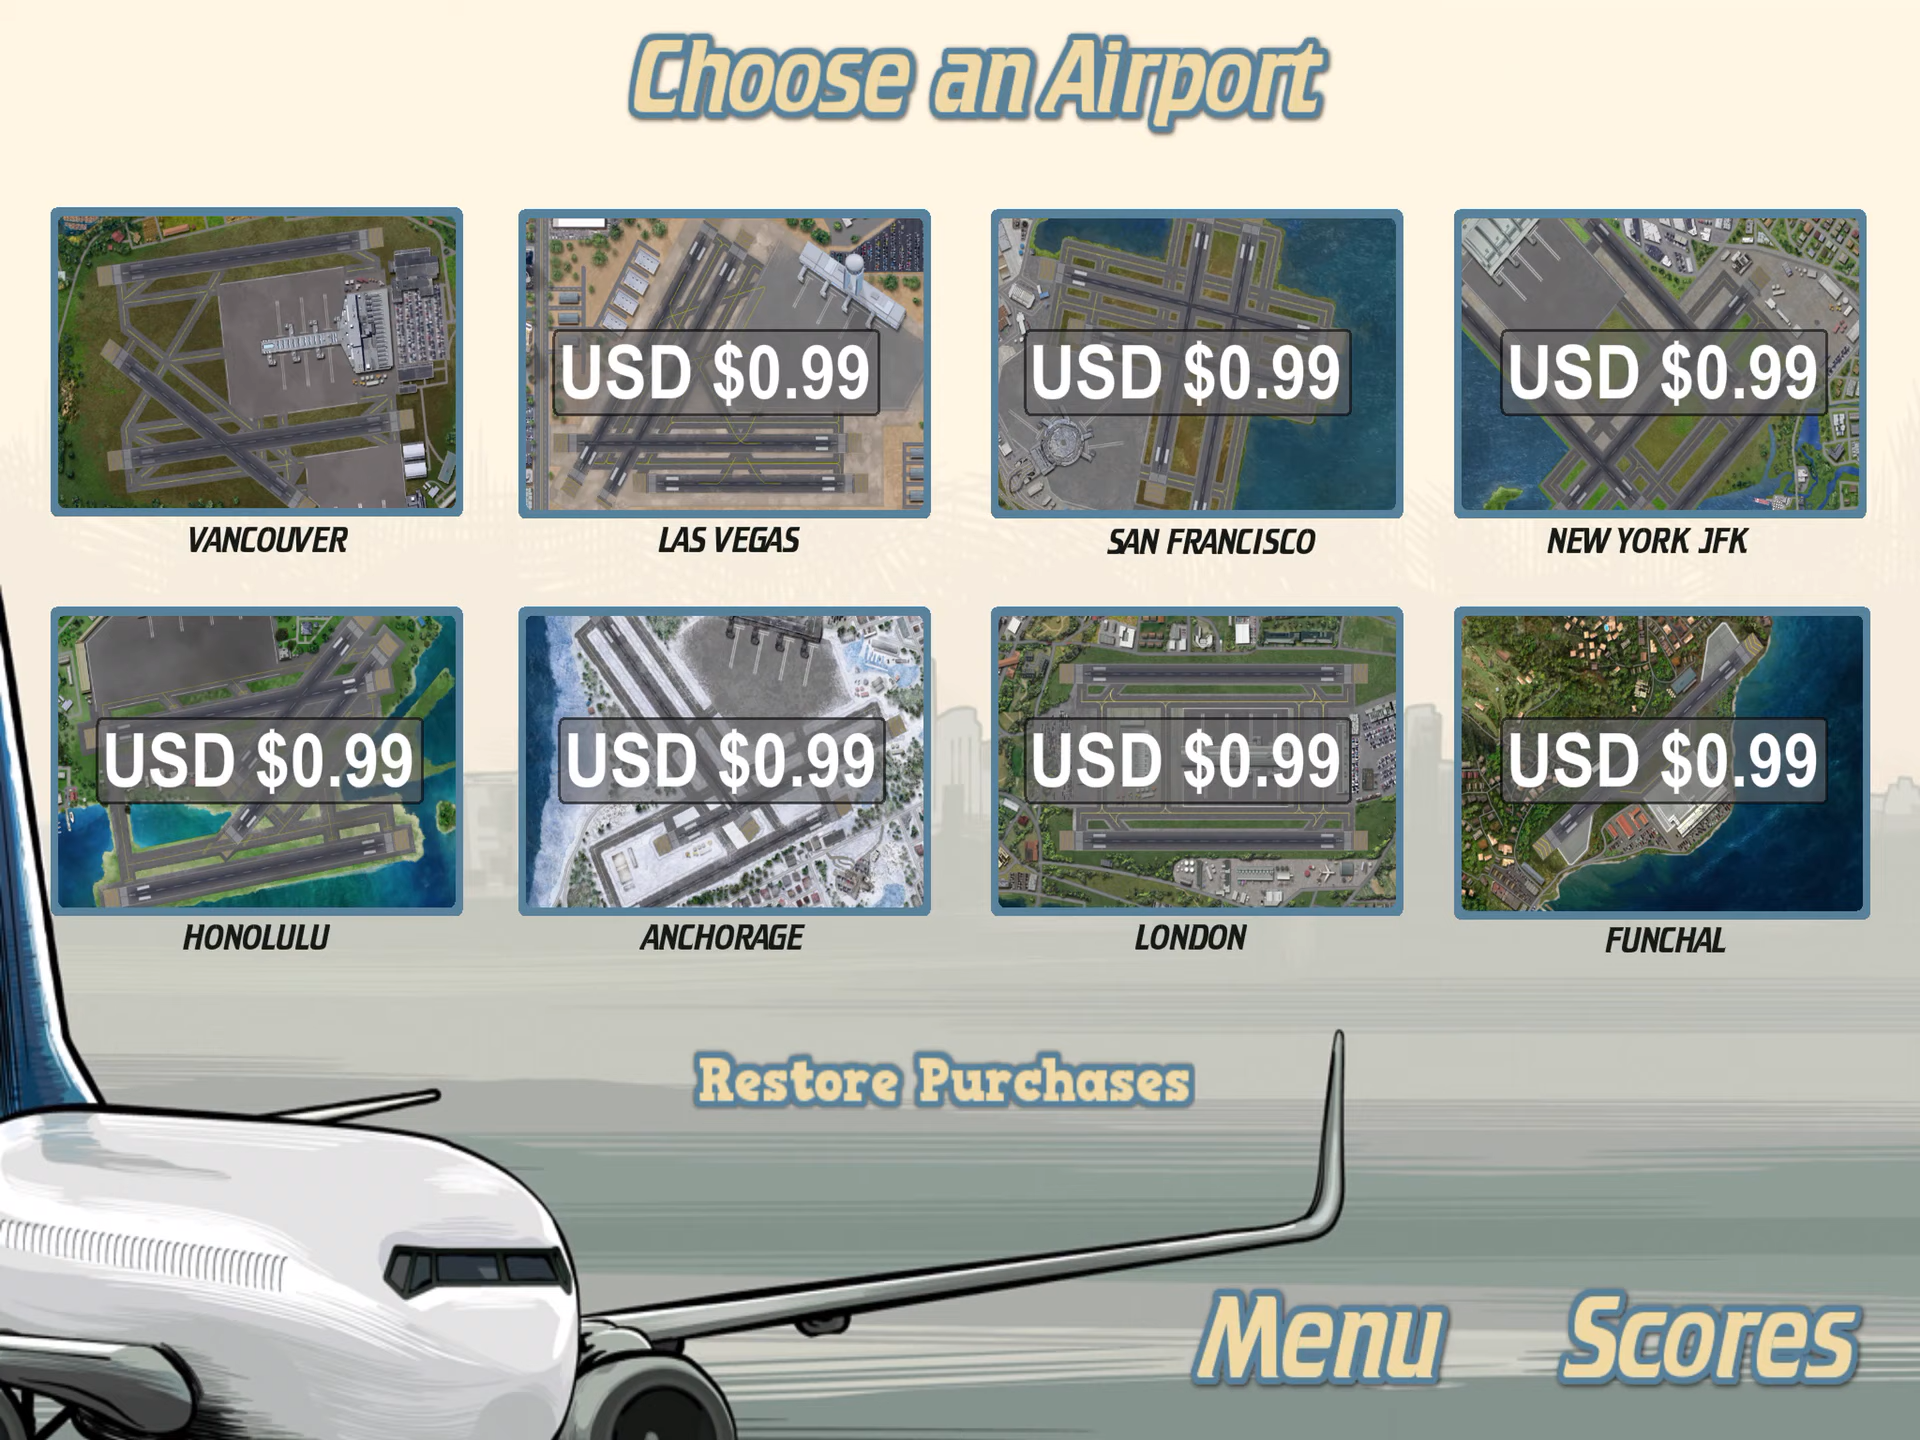 Choose an Airport
USD $0.99
USD $0.99
USD $0.99
VANCOUVER
LAS VEGAS
SAN FRANCISCO
NEW YORK JFK
USD $0.99
USD $0.99
USD $0.99
USD $0.99
HONOLULU
ANCHORAGE
LONDON
FUNCHAL
Restore Purchases
Menu
Scores